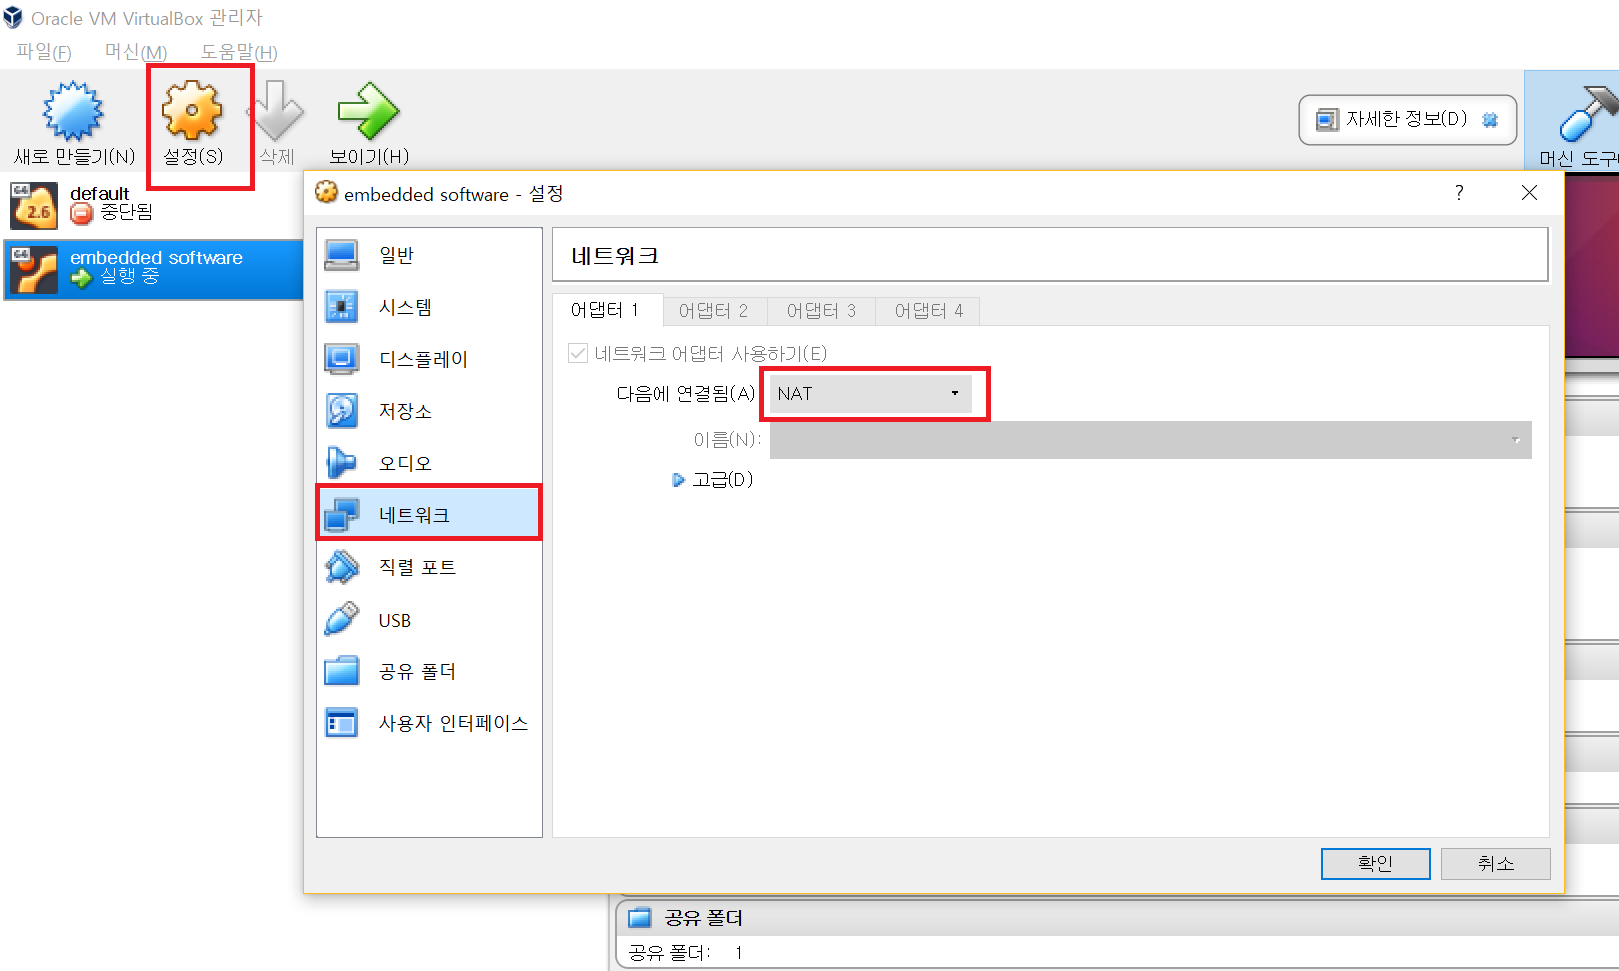 Oracle VM VirtualBox 관리자
파일(F) 머신(M) 도움말(H)
새로 만들기(N) 설정(S) 삭제 보이기(H)
자세한 정보(D)
머신 도구
64
2.6
default
중단됨
64
embedded software
실행 중
embedded software - 설정
?
일반
시스템
디스플레이
저장소
오디오
네트워크
직렬 포트
USB
공유 폴더
사용자 인터페이스
네트워크
어댑터 1 어댑터 2 어댑터 3 어댑터 4
네트워크 어댑터 사용하기(E)
다음에 연결됨(A) NAT
이름(N):
고급(D)
확인 취소
공유 폴더
공유 폴더: 1